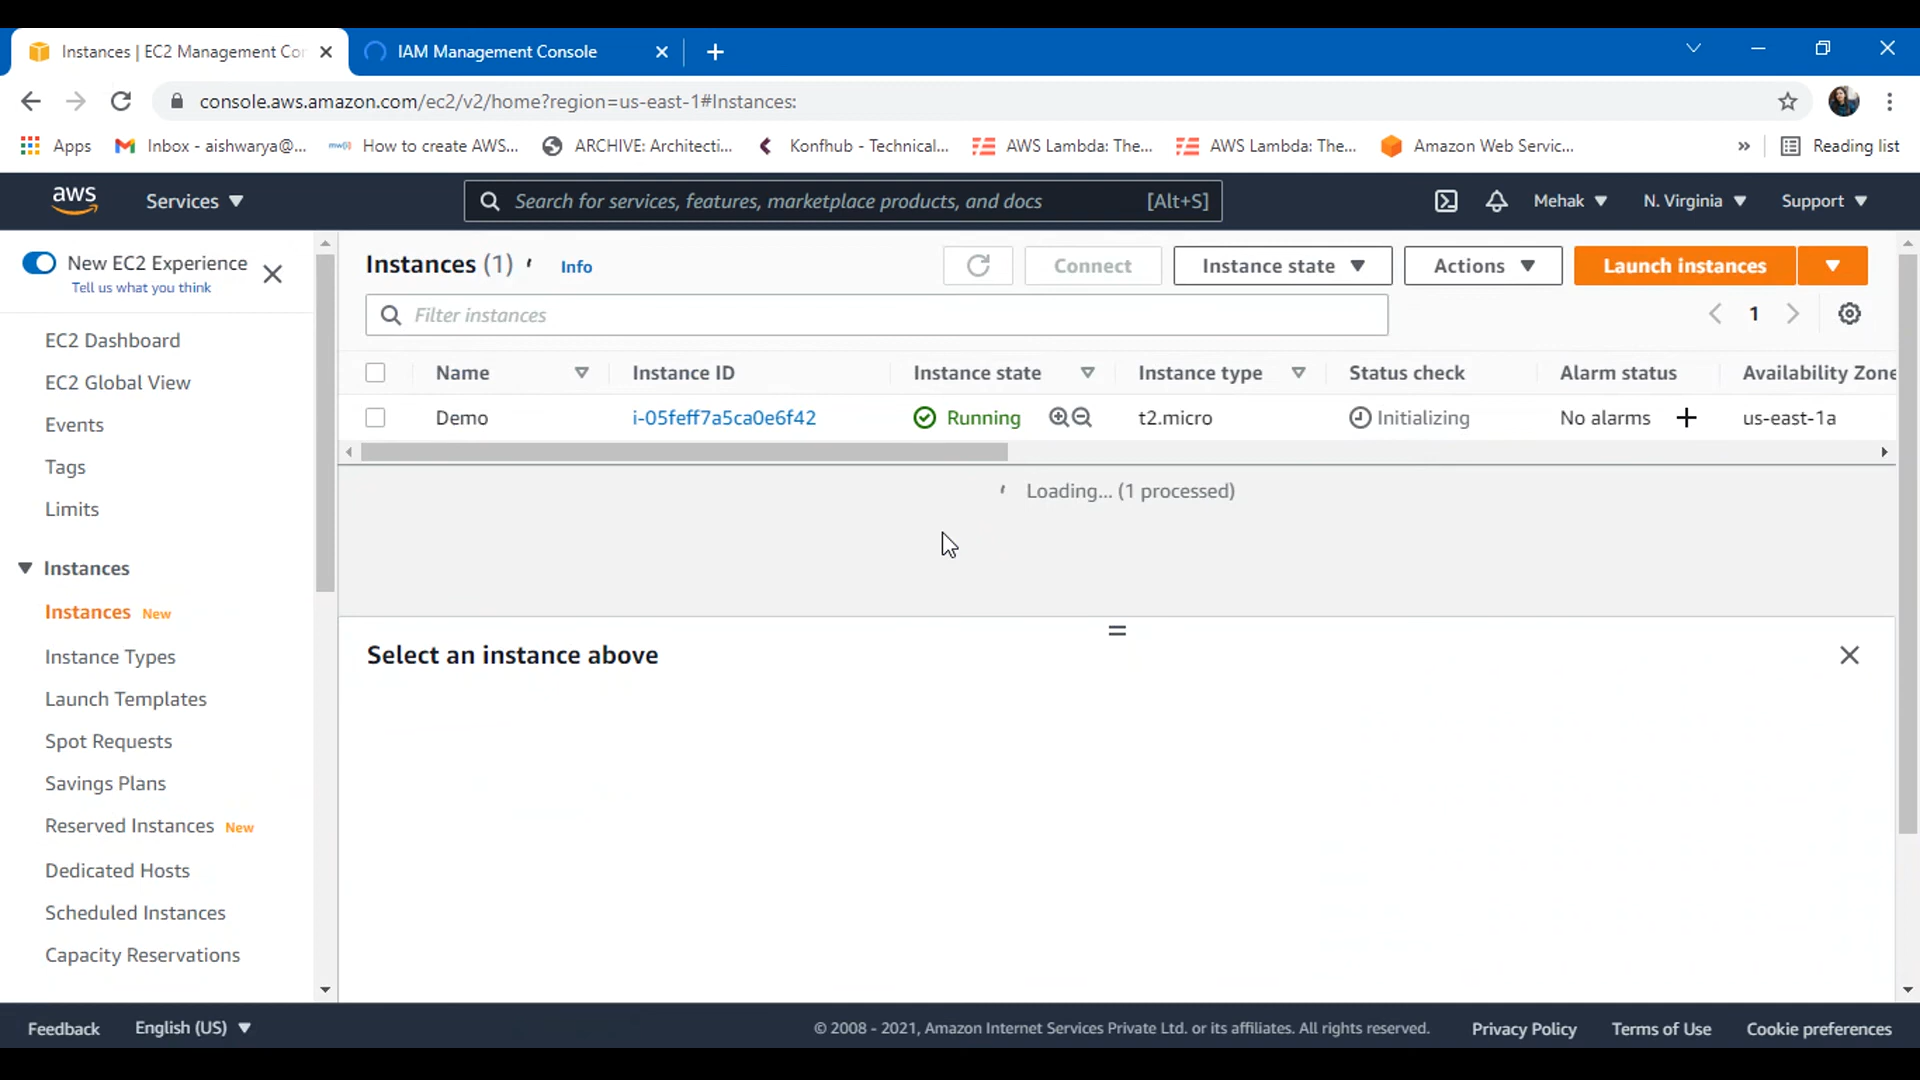 Instances | EC2 Management Con
IAM Management Console
console.aws.amazon.com/ec2/v2/home?region=us-east-1#Instances:
Apps
Inbox - aishwarya@...
How to create AWS...
ARCHIVE: Architecti...
Konfhub - Technical...
AWS Lambda: The...
AWS Lambda: The...
Amazon Web Servic...
»
Reading list
aws
Services
Search for services, features, marketplace products, and docs
[Alt+S]
Mehak
N. Virginia
Support
New EC2 Experience
Tell us what you think
EC2 Dashboard
EC2 Global View
Events
Tags
Limits
Instances
Instances New
Instance Types
Launch Templates
Spot Requests
Savings Plans
Reserved Instances New
Dedicated Hosts
Scheduled Instances
Capacity Reservations
Instances (1)
Info
Connect
Instance state
Actions
Launch instances
Filter instances
1
Name
Instance ID
Instance state
Instance type
Status check
Alarm status
Availability Zone
Demo
i-05feff7a5ca0e6f42
Running
t2.micro
Initializing
No alarms
us-east-1a
Loading... (1 processed)
Select an instance above
Feedback
English (US)
© 2008 - 2021, Amazon Internet Services Private Ltd. or its affiliates. All rights reserved.
Privacy Policy
Terms of Use
Cookie preferences